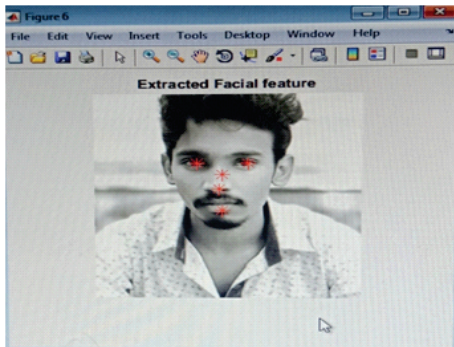 Figure 6
File Edit View Insert Tools Desktop Window Help
Extracted Facial feature